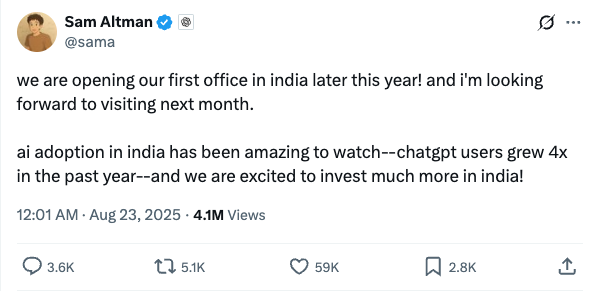 Sam Altman
@sama
we are opening our first office in india later this year! and i'm looking
forward to visiting next month.
ai adoption in india has been amazing to watch--chatgpt users grew 4x
in the past year--and we are excited to invest much more in india!
12:01 AM · Aug 23, 2025 · 4.1M Views
3.6K 5.1K 59K 2.8K